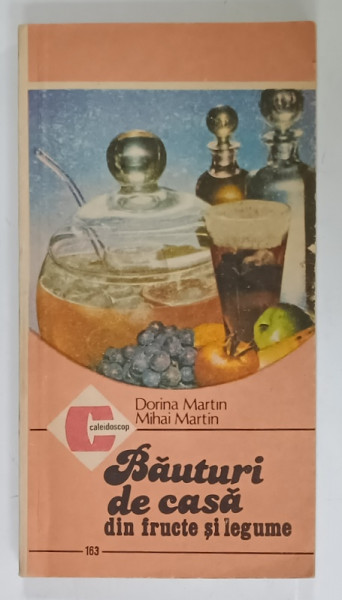 Dorina Martin
Mihai Martin
C
caleidoscop
Băuturi
de casă
din fructe și legume
163